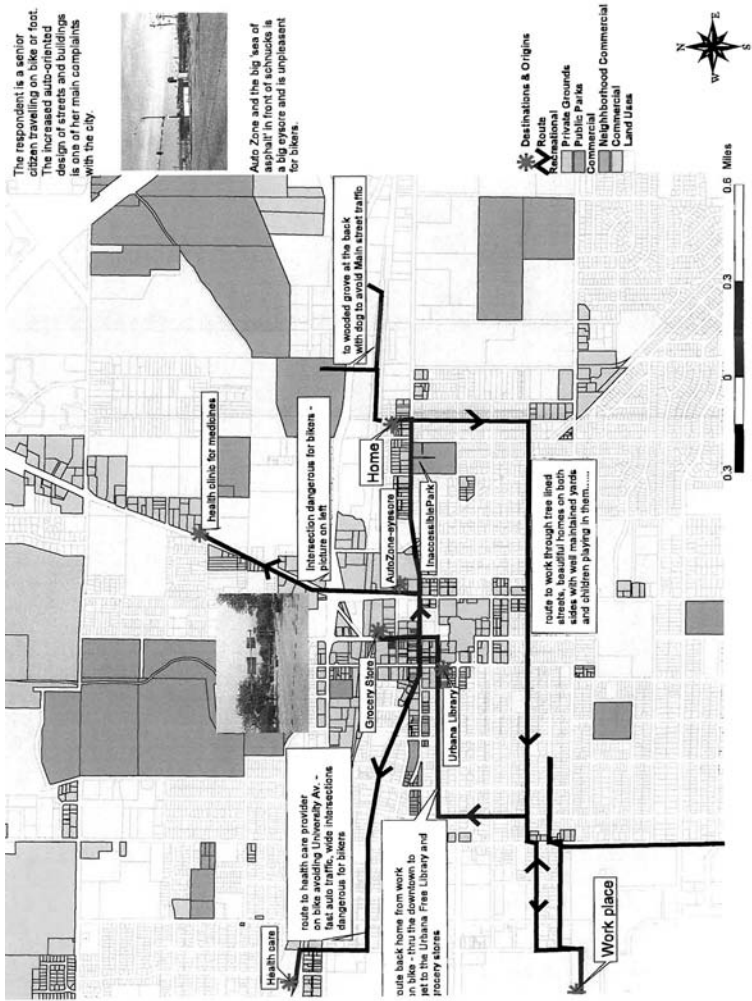 The respondent is a senior
citizen travelling on bike or foot.
The increased auto-oriented
design of streets and buildings
is one of her main complaints
with the city.
Auto Zone and the big 'sea of
asphalt' in front of schnucks is
a big eysore and is unpleasent
for bikers.
to wooded grove at the back
with dog to avoid Main street traffic
health clinic for medicines
Intersection dangerous for bikers -
picture on left
Home
AutoZone-eyesore
InaccessiblePark
Grocery Store
Urbana Library
route to health care provider
on bike avoiding University Av. -
fast auto traffic, wide intersections
dangerous for bikers
Health care
route back home from work
on bike - thru the downtown to
get to the Urbana Free Library and
grocery stores
route to work through tree lined
streets, beautiful homes on both
sides with well maintained yards
and children playing in them......
Work place
N
E
S
W
Destinations & Origins
Route
Recreational
Private Grounds
Public Parks
Commercial
Neighborhood Commercial
Commercial
Land Uses
0.3
0
0.3
0.6 Miles